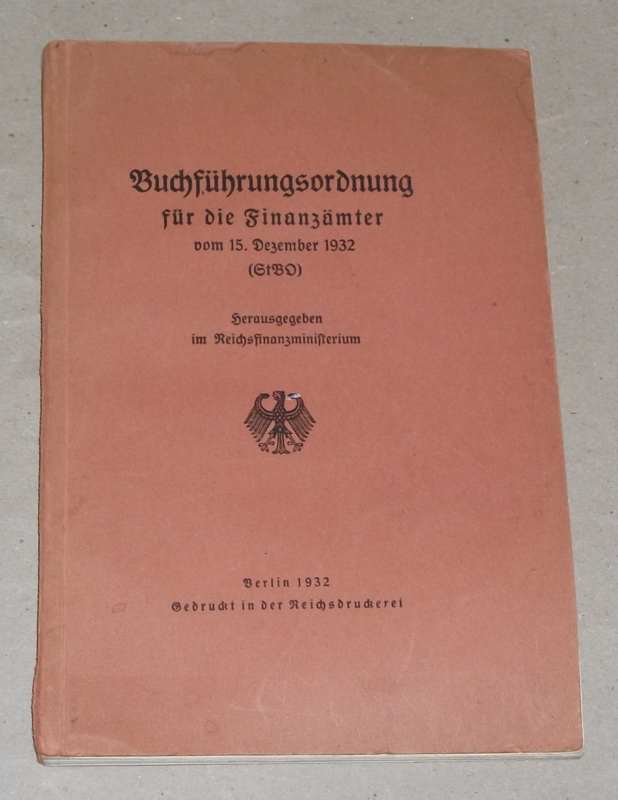 Buchführungsordnung
für die Finanzämter
vom 15. Dezember 1932
(StBO)
Herausgegeben
im Reichsfinanzministerium
Berlin 1932
Gedruckt in der Reichsdruckerei